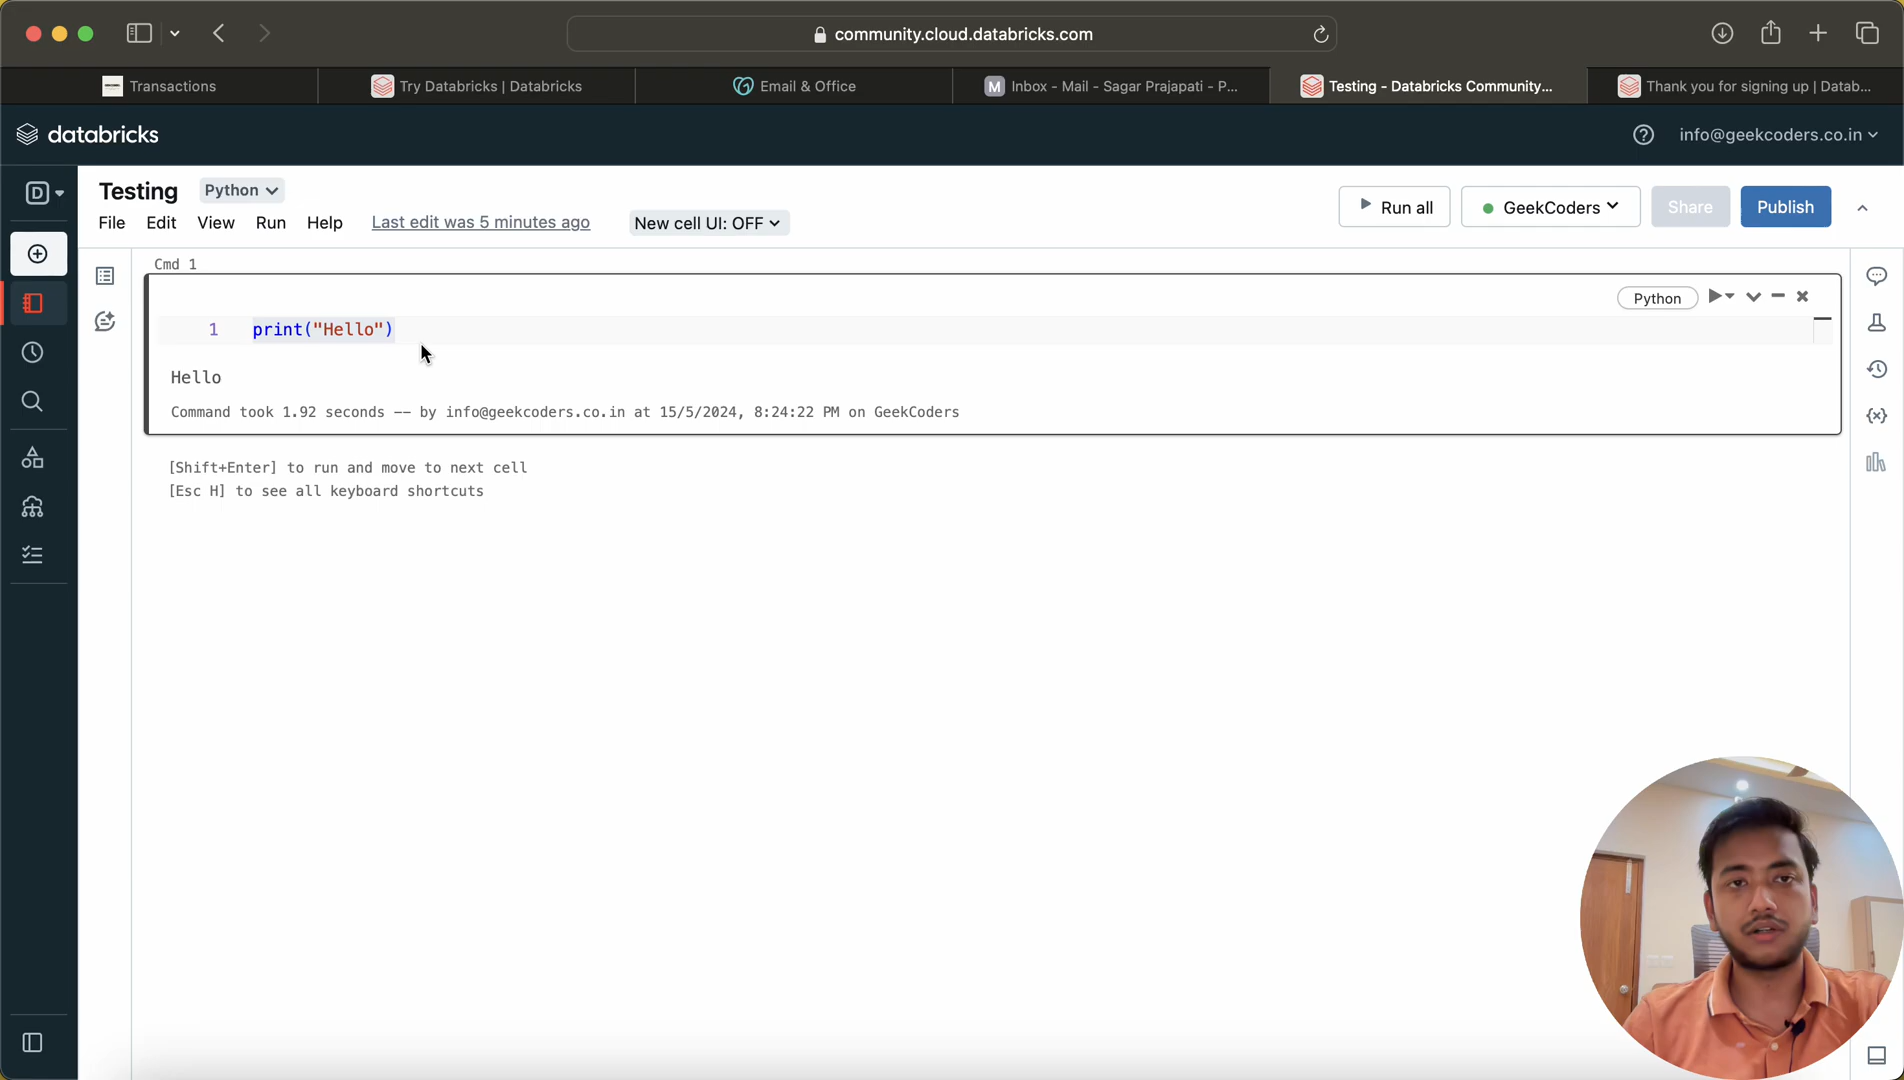 community.cloud.databricks.com
Transactions
Try Databricks | Databricks
Email & Office
M Inbox - Mail - Sagar Prajapati - P...
Testing - Databricks Community...
Thank you for signing up | Datab...
databricks
info@geekcoders.co.in
D
Testing Python
File Edit View Run Help Last edit was 5 minutes ago New cell UI: OFF
Run all GeekCoders Share Publish
Cmd 1
Python
1 print("Hello")
Hello
Command took 1.92 seconds -- by info@geekcoders.co.in at 15/5/2024, 8:24:22 PM on GeekCoders
[Shift+Enter] to run and move to next cell
[Esc H] to see all keyboard shortcuts